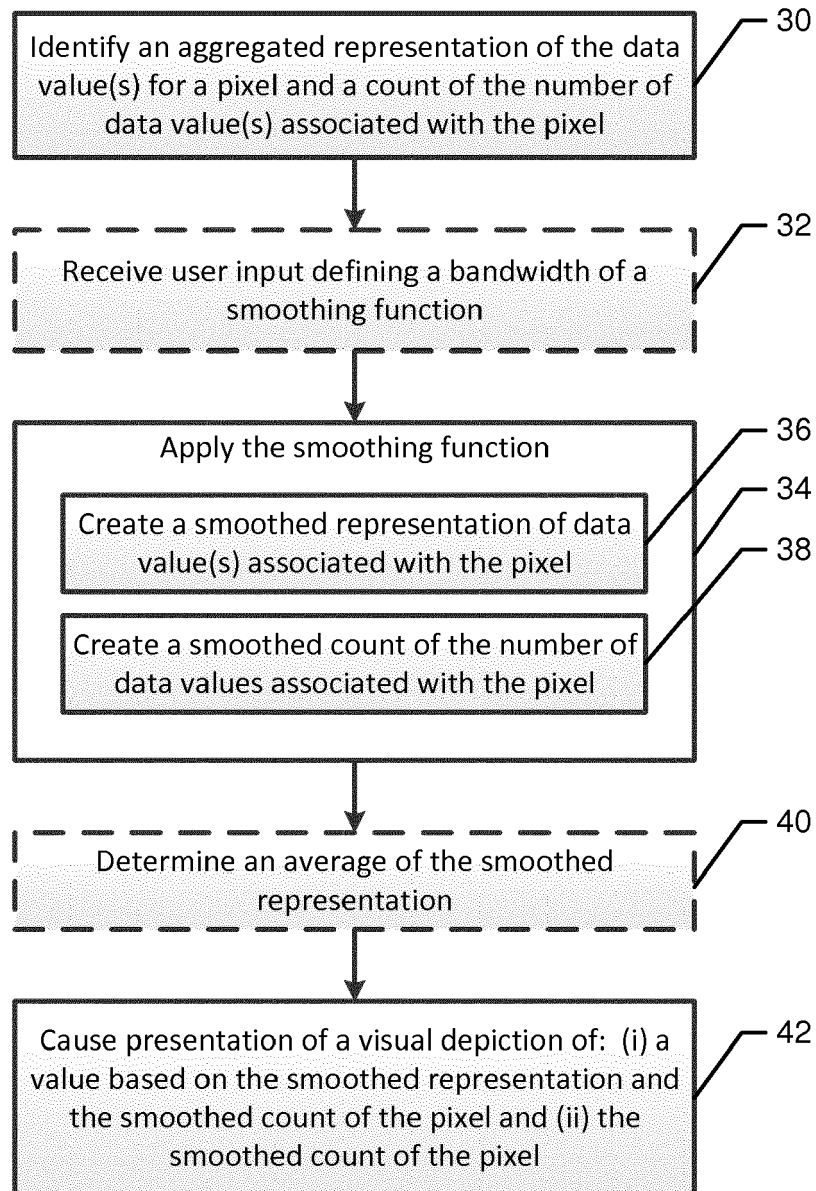 Identify an aggregated representation of the data
value(s) for a pixel and a count of the number of
data value(s) associated with the pixel
30
Receive user input defining a bandwidth of a
smoothing function
32
Apply the smoothing function
36
34
Create a smoothed representation of data
value(s) associated with the pixel
38
Create a smoothed count of the number of
data values associated with the pixel
Determine an average of the smoothed
representation
40
Cause presentation of a visual depiction of:  (i) a
value based on the smoothed representation and
the smoothed count of the pixel and (ii) the
smoothed count of the pixel
42